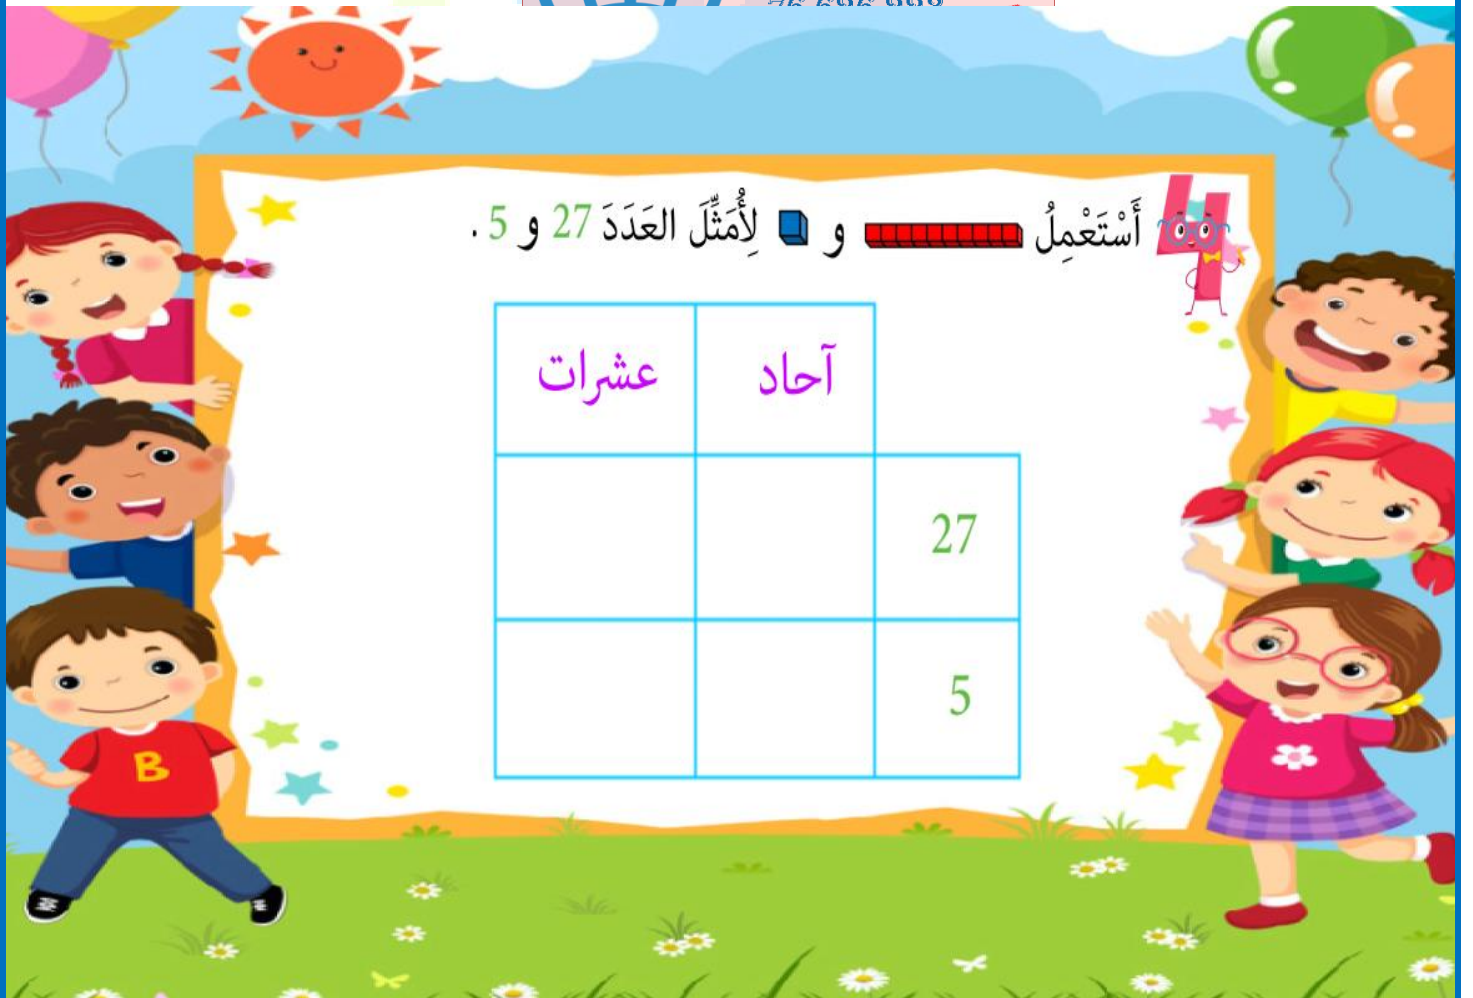 4 أَسْتَعْمِلُ و لِأُمَثِّلَ العَدَدَ 27 و 5 .
آحاد عشرات
27
5
B